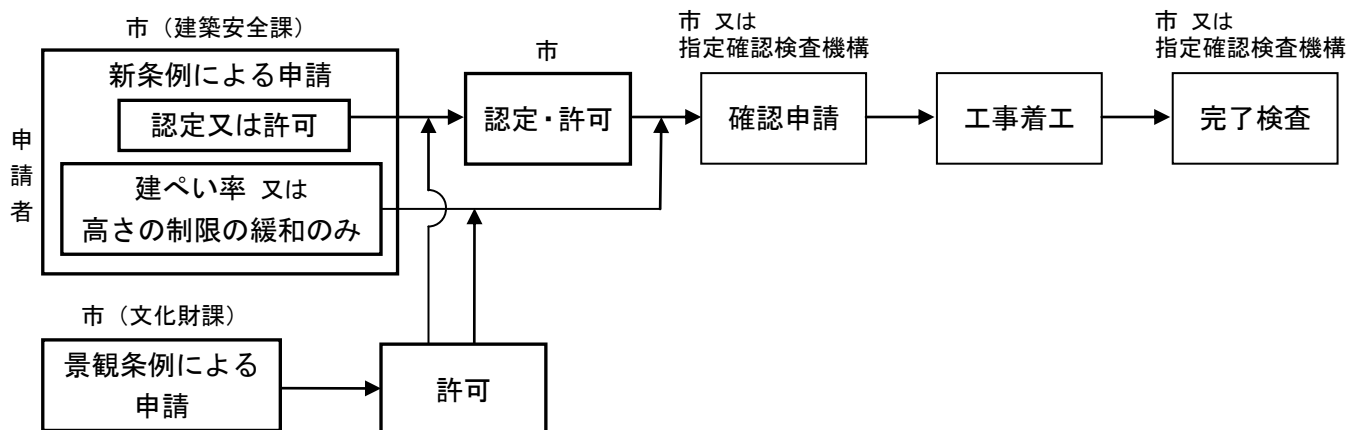 市（建築安全課）
申請者
新条例による申請
認定又は許可
建ぺい率 又は
高さの制限の緩和のみ
市
認定・許可
市 又は
指定確認検査機構
確認申請
工事着工
市 又は
指定確認検査機構
完了検査
市（文化財課）
景観条例による
申請
許可